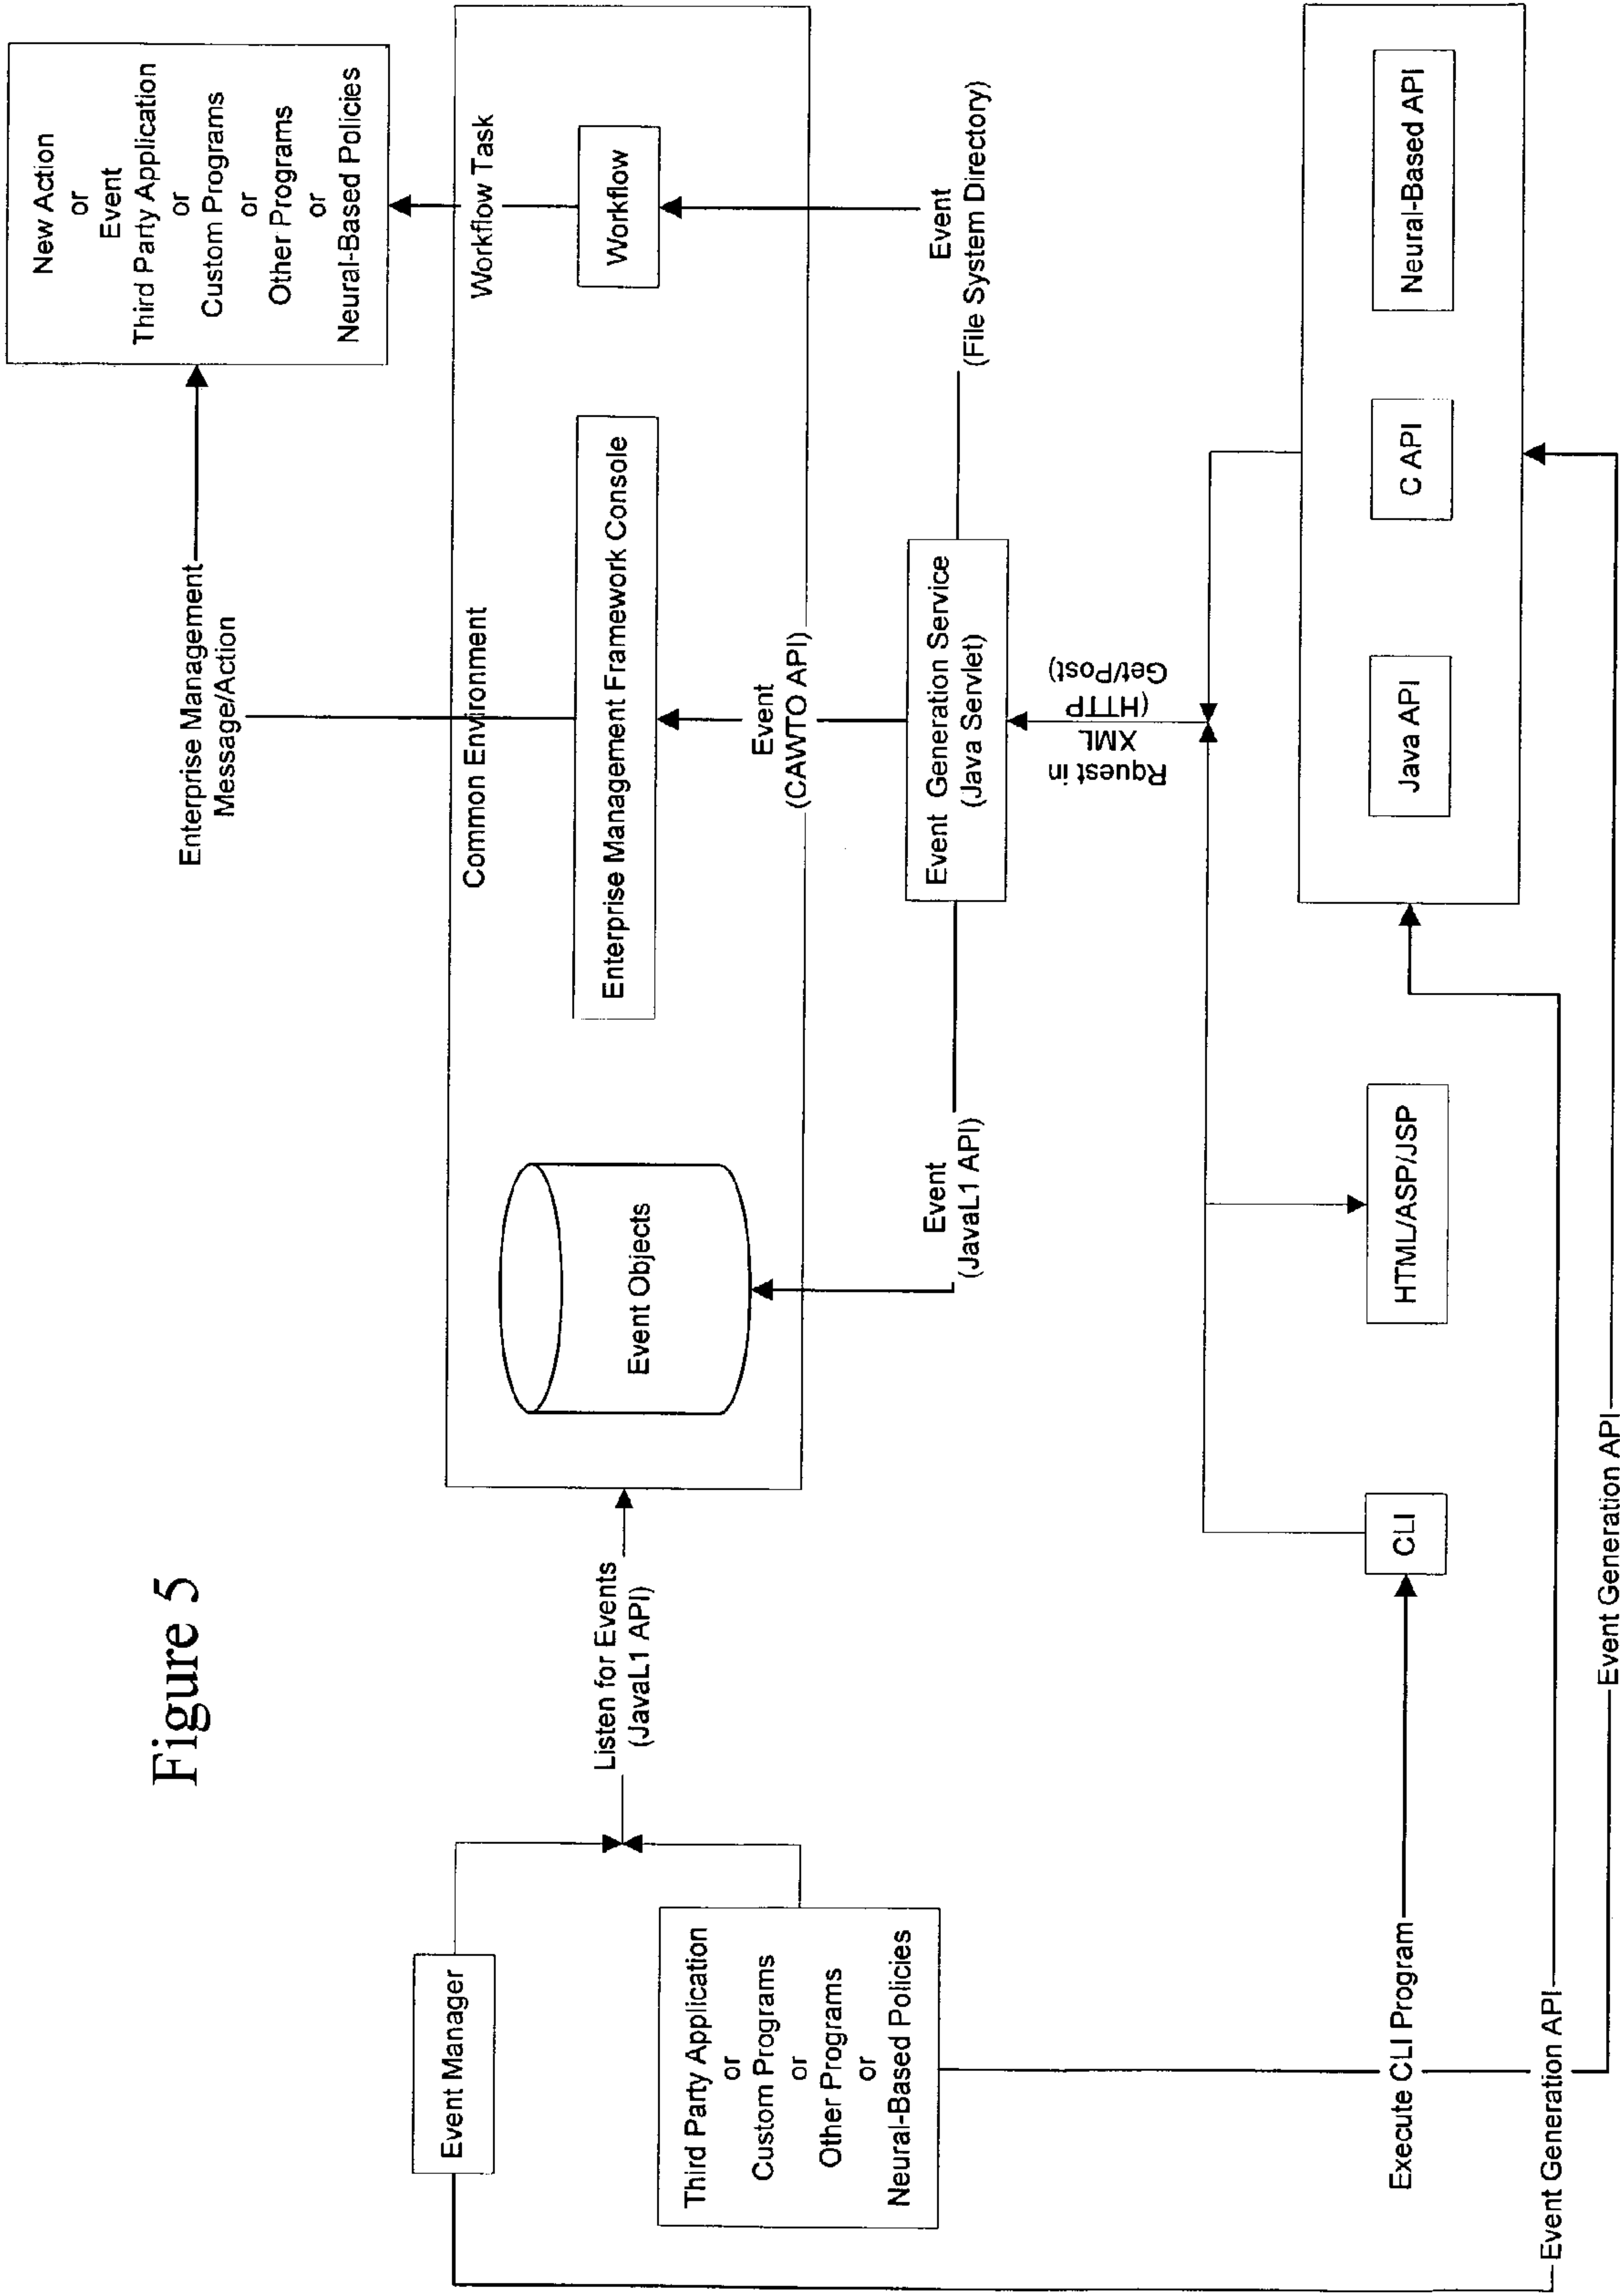 Figure 5
New Action
or
Event
Third Party Application
or
Custom Programs
or
Other Programs
or
Neural-Based Policies
Enterprise Management
Message/Action
Event Manager
Listen for Events
(JavaL1 API)
Common Environment
Workflow Task
Event Objects
Enterprise Management Framework Console
Workflow
Third Party Application
or
Custom Programs
or
Other Programs
or
Neural-Based Policies
Event
(CAWTO API)
Event
(JavaL1 API)
Event Generation Service
(Java Servlet)
Event
(File System Directory)
Rquest in
XML
(HTTP
Get/Post)
Execute CLI Program
CLI
HTML/ASP/JSP
Java API
C API
Neural-Based API
Event Generation API
Event Generation API